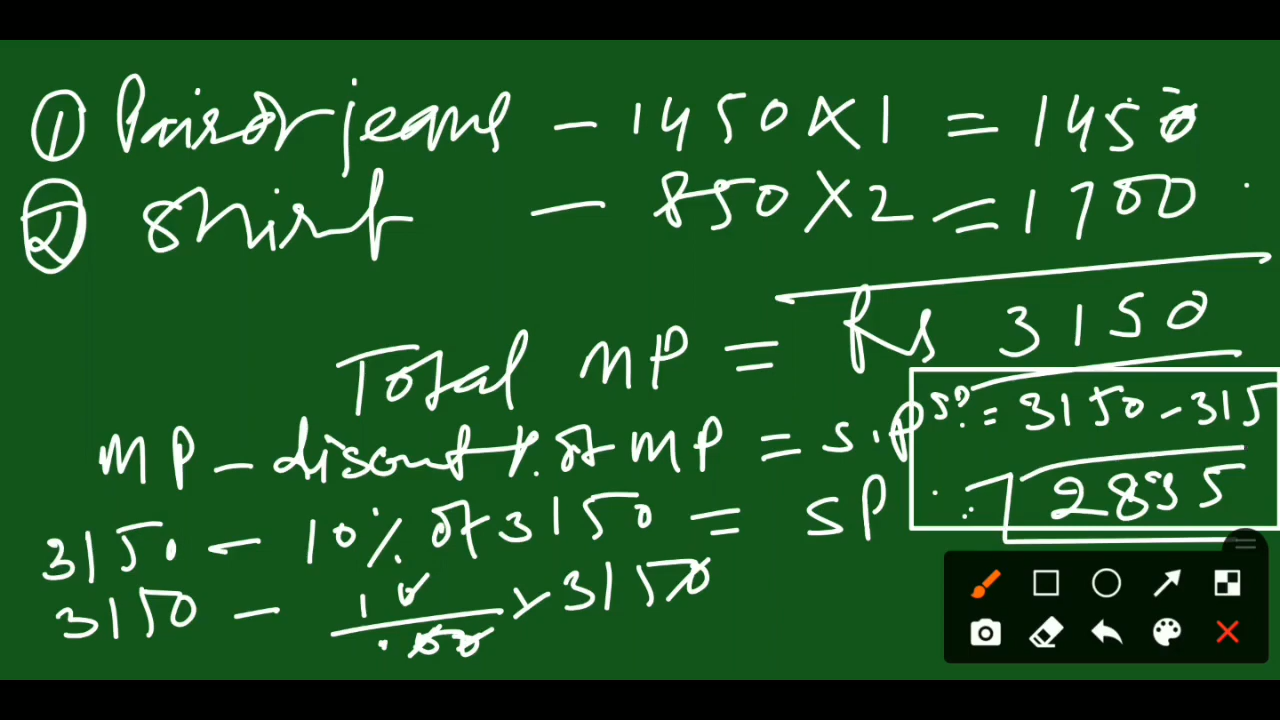 ① Pair of jeans - 1450 X 1 = 1450
② Shirt - 850 X 2 = 1700
Total MP = Rs 3150
MP - discount % of MP = S.P
3150 - 10% of 3150 = SP
3150 - 10/100 x 3150
SP = 3150 - 315
2835